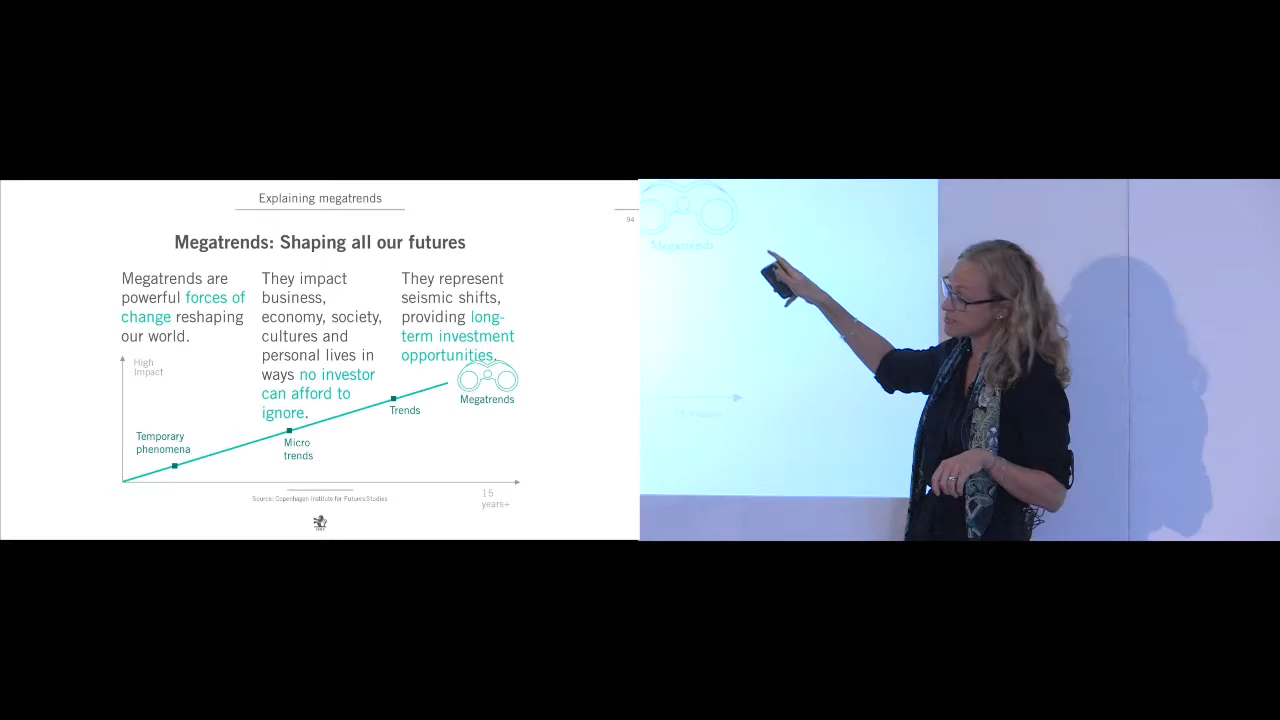 Explaining megatrends
94
Megatrends: Shaping all our futures
Megatrends are
powerful forces of
change reshaping
our world.
They impact
business,
economy, society,
cultures and
personal lives in
ways no investor
can afford to
ignore.
They represent
seismic shifts,
providing long-
term investment
opportunities.
High
Impact
Temporary
phenomena
Micro
trends
Trends
Megatrends
15
years+
Source: Copenhagen Institute for Futures Studies
Megatrends